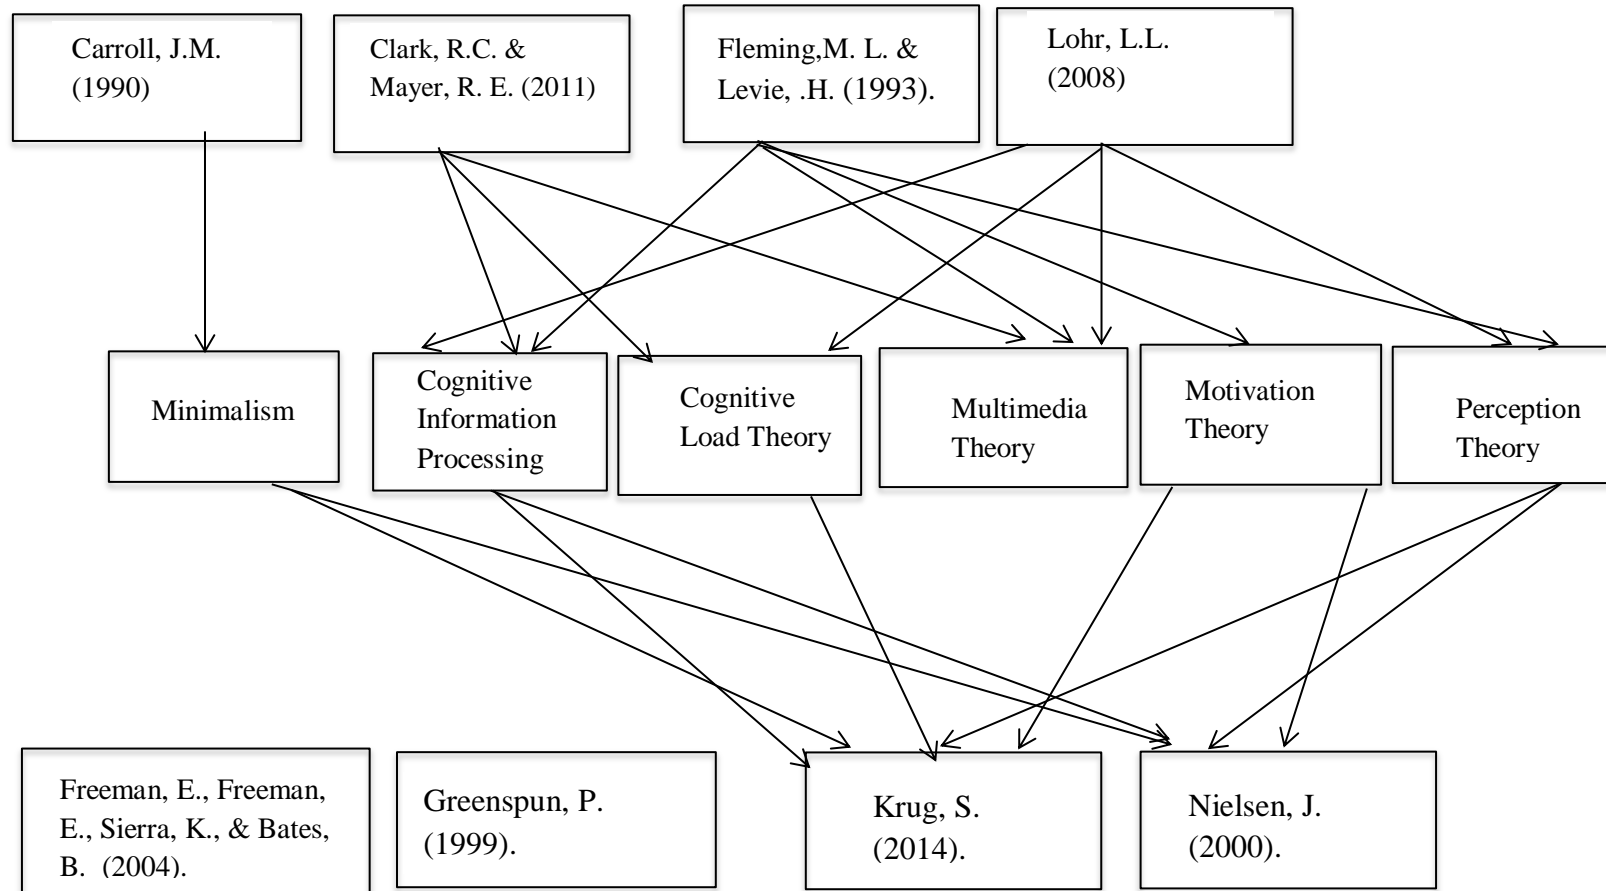 Carroll, J.M.
(1990)
Clark, R.C. &
Mayer, R. E. (2011)
Fleming,M. L. &
Levie, .H. (1993).
Lohr, L.L.
(2008)
Minimalism
Cognitive
Information
Processing
Cognitive
Load Theory
Multimedia
Theory
Motivation
Theory
Perception
Theory
Freeman, E., Freeman,
E., Sierra, K., & Bates,
B.  (2004).
Greenspun, P.
(1999).
Krug, S.
(2014).
Nielsen, J.
(2000).